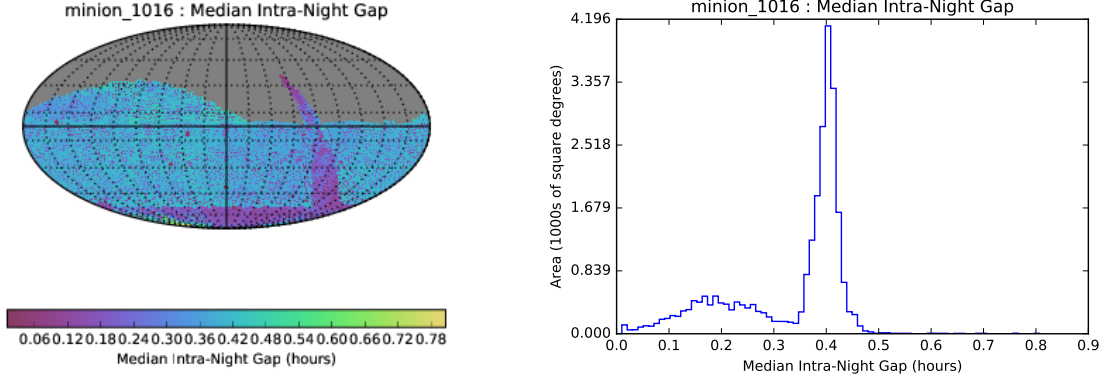 minion_1016 : Median Intra-Night Gap
0.06 0.12 0.18 0.24 0.30 0.36 0.42 0.48 0.54 0.60 0.66 0.72 0.78
Median Intra-Night Gap (hours)
minion_1016 : Median Intra-Night Gap
4.196
3.357
2.518
1.679
0.839
0.000
Area (1000s of square degrees)
0.0 0.1 0.2 0.3 0.4 0.5 0.6 0.7 0.8 0.9
Median Intra-Night Gap (hours)